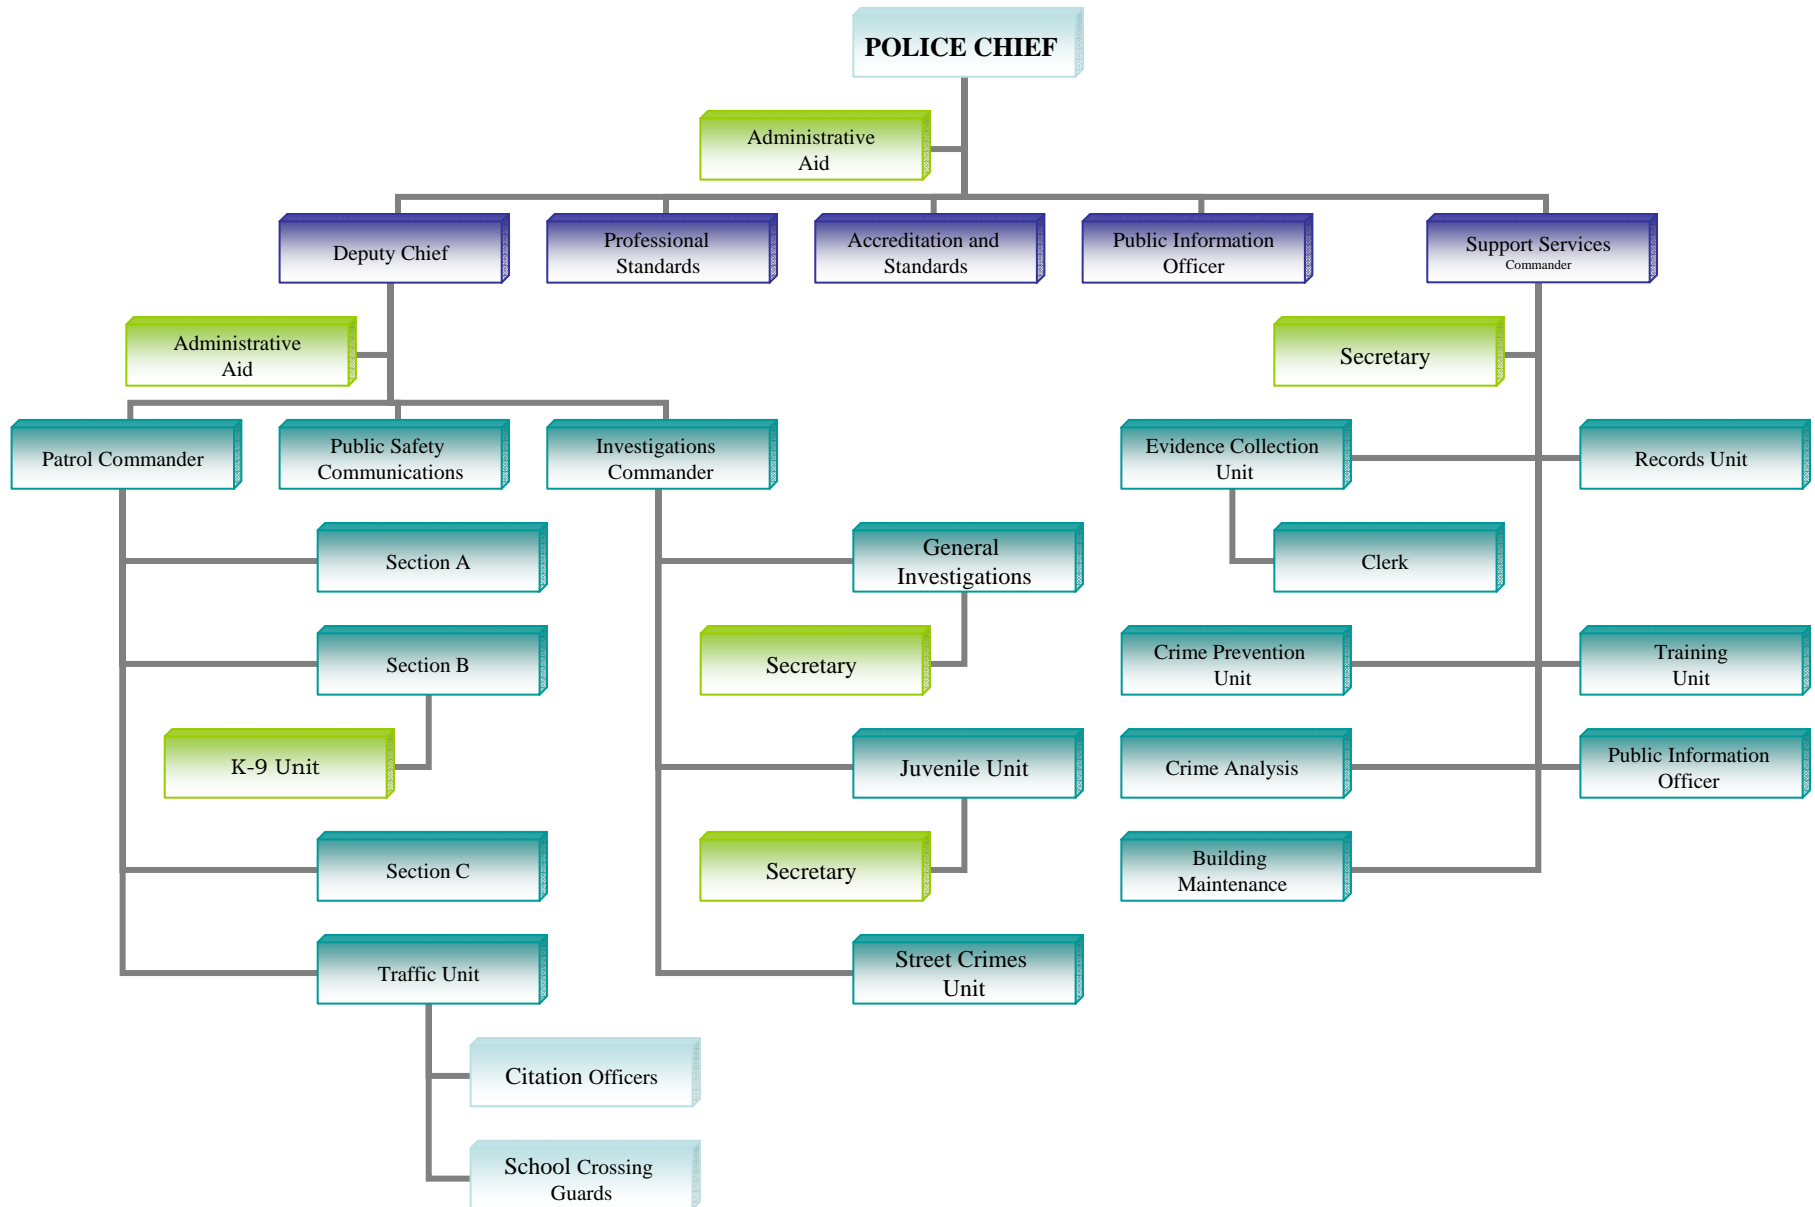 POLICE CHIEF
Administrative
Aid
Deputy Chief
Professional
Standards
Accreditation and
Standards
Public Information
Officer
Support Services
Commander
Administrative
Aid
Secretary
Patrol Commander
Public Safety
Communications
Investigations
Commander
Evidence Collection
Unit
Records Unit
Section A
General
Investigations
Clerk
Section B
Secretary
Crime Prevention
Unit
Training
Unit
K-9 Unit
Juvenile Unit
Crime Analysis
Public Information
Officer
Section C
Secretary
Building
Maintenance
Traffic Unit
Street Crimes
Unit
Citation Officers
School Crossing
Guards